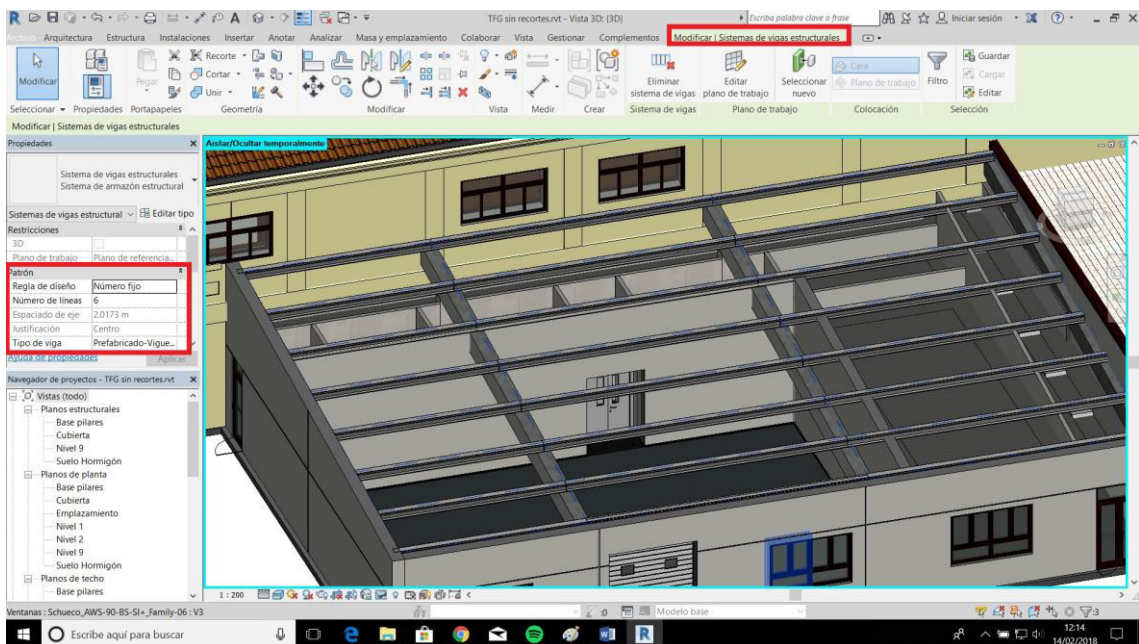 TFG sin recortes.rvt - Vista 3D: {3D}
Escriba palabra clave o frase
Iniciar sesión
Archivo Arquitectura Estructura Instalaciones Insertar Anotar Analizar Masa y emplazamiento Colaborar Vista Gestionar Complementos Modificar | Sistemas de vigas estructurales
Modificar
Pegar
Recorte
Cortar
Unir
Eliminar sistema de vigas
Editar plano de trabajo
Seleccionar nuevo
Cara
Plano de trabajo
Filtro
Guardar
Cargar
Editar
Seleccionar Propiedades Portapapeles Geometría Modificar Vista Medir Crear Sistema de vigas Plano de trabajo Colocación Selección
Modificar | Sistemas de vigas estructurales
Propiedades
Aislar/Ocultar temporalmente
Sistema de vigas estructurales
Sistema de armazón estructural
Sistemas de vigas estructural Editar tipo
Restricciones
3D
Plano de trabajo Plano de referencia...
Patrón
Regla de diseño Número fijo
Número de líneas 6
Espaciado de eje 2.0173 m
Justificación Centro
Tipo de viga Prefabricado-Vigue...
Ayuda de propiedades Aplicar
Navegador de proyectos - TFG sin recortes.rvt
Vistas (todo)
Planos estructurales
Base pilares
Cubierta
Nivel 9
Suelo Hormigón
Planos de planta
Base pilares
Cubierta
Emplazamiento
Nivel 1
Nivel 2
Nivel 9
Suelo Hormigón
Planos de techo
Base pilares
1 : 200
Ventanas : Schueco_AWS-90-BS-SI+_Family-06 : V3
:0
Modelo base
:3
Escribe aquí para buscar
12:14
14/02/2018